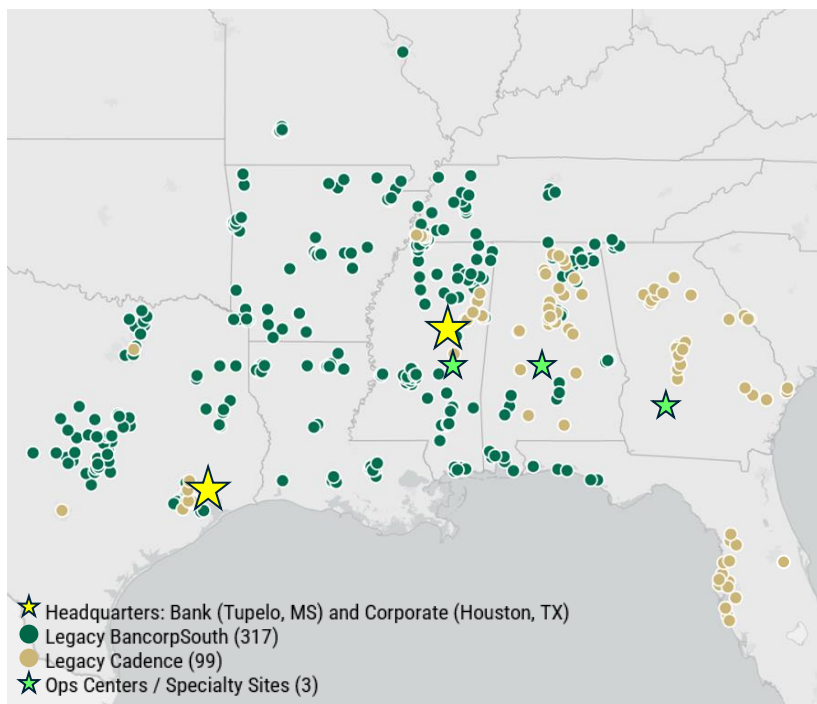 Headquarters: Bank (Tupelo, MS) and Corporate (Houston, TX)
Legacy BancorpSouth (317)
Legacy Cadence (99)
Ops Centers / Specialty Sites (3)